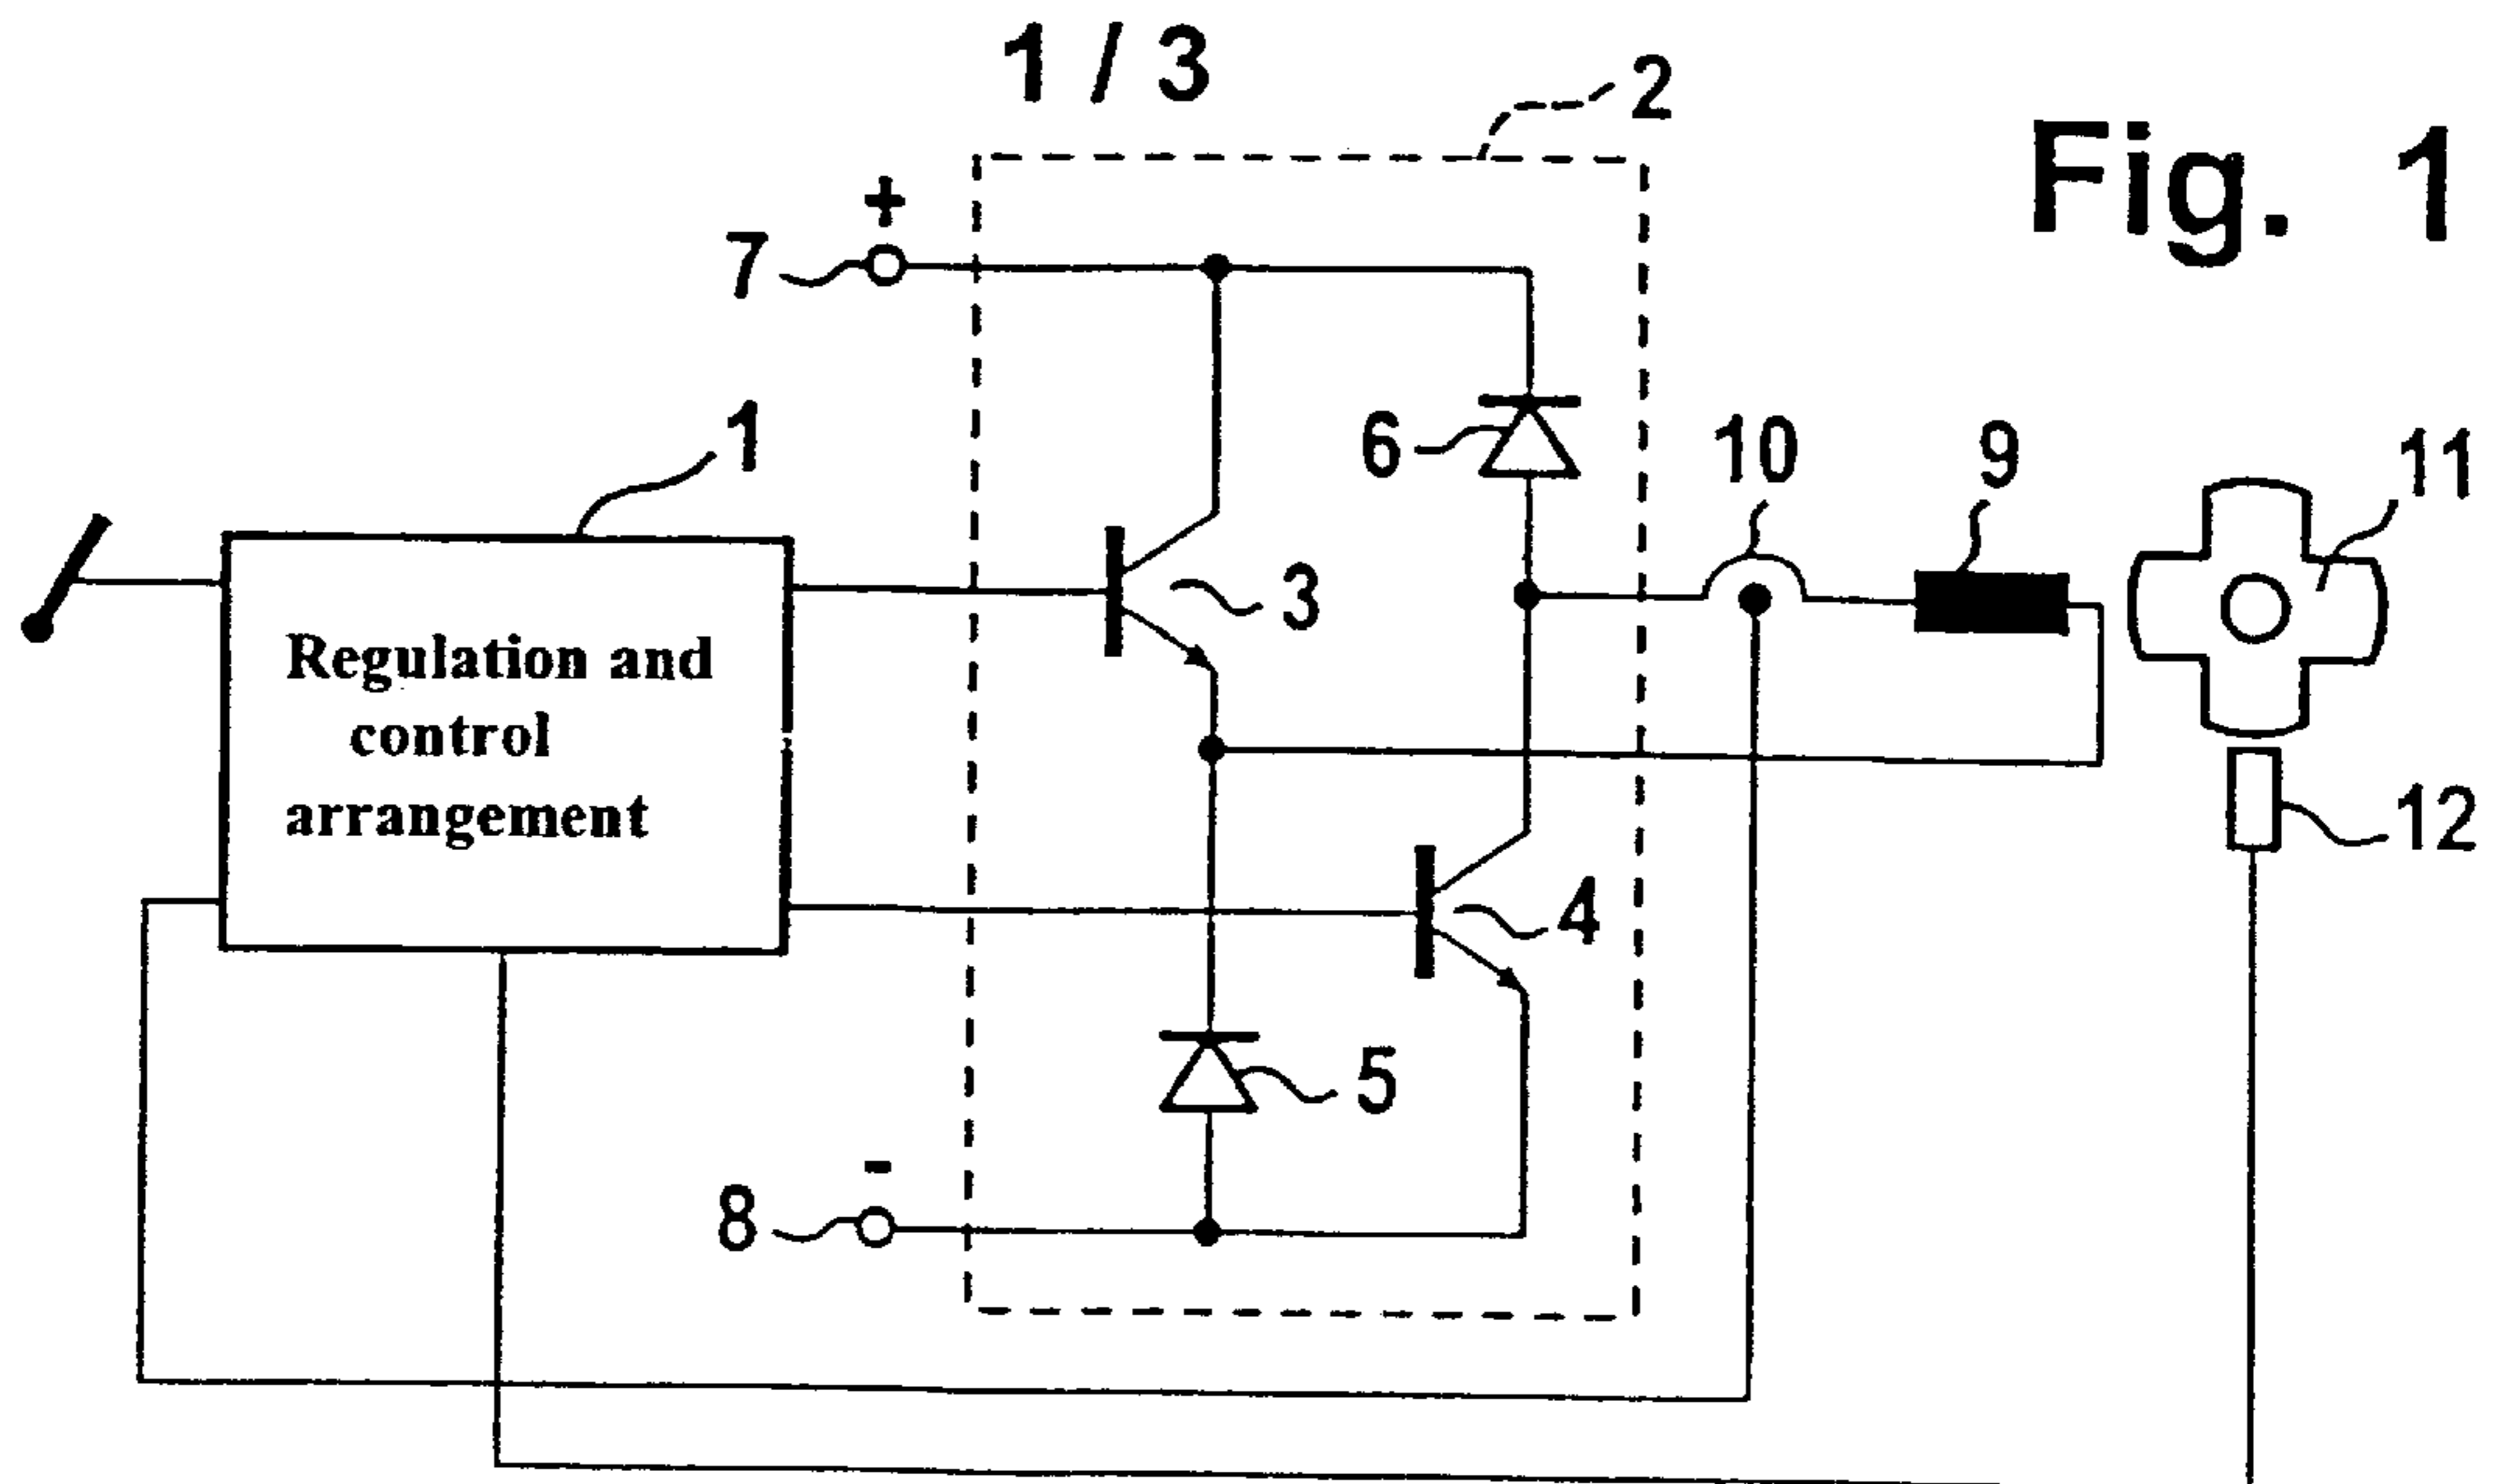 1 / 3
2
Fig. 1
+
7
1
6
10
9
11
3
Regulation and
control
arrangement
12
4
5
-
8